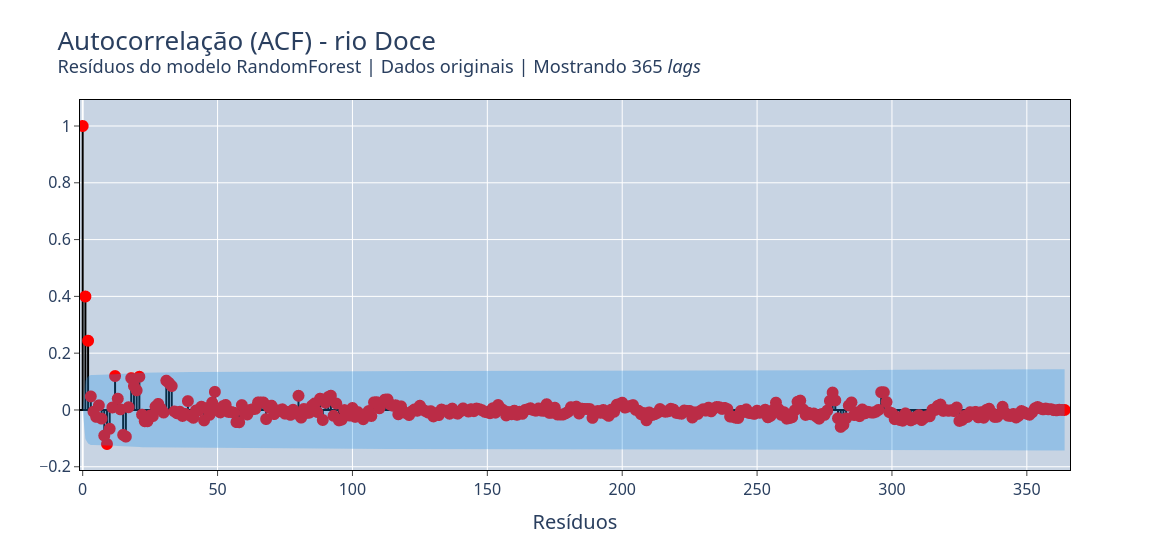 Autocorrelação (ACF) - rio Doce
Resíduos do modelo RandomForest | Dados originais | Mostrando 365 lags
1
0.8
0.6
0.4
0.2
0
−0.2
0 50 100 150 200 250 300 350
Resíduos